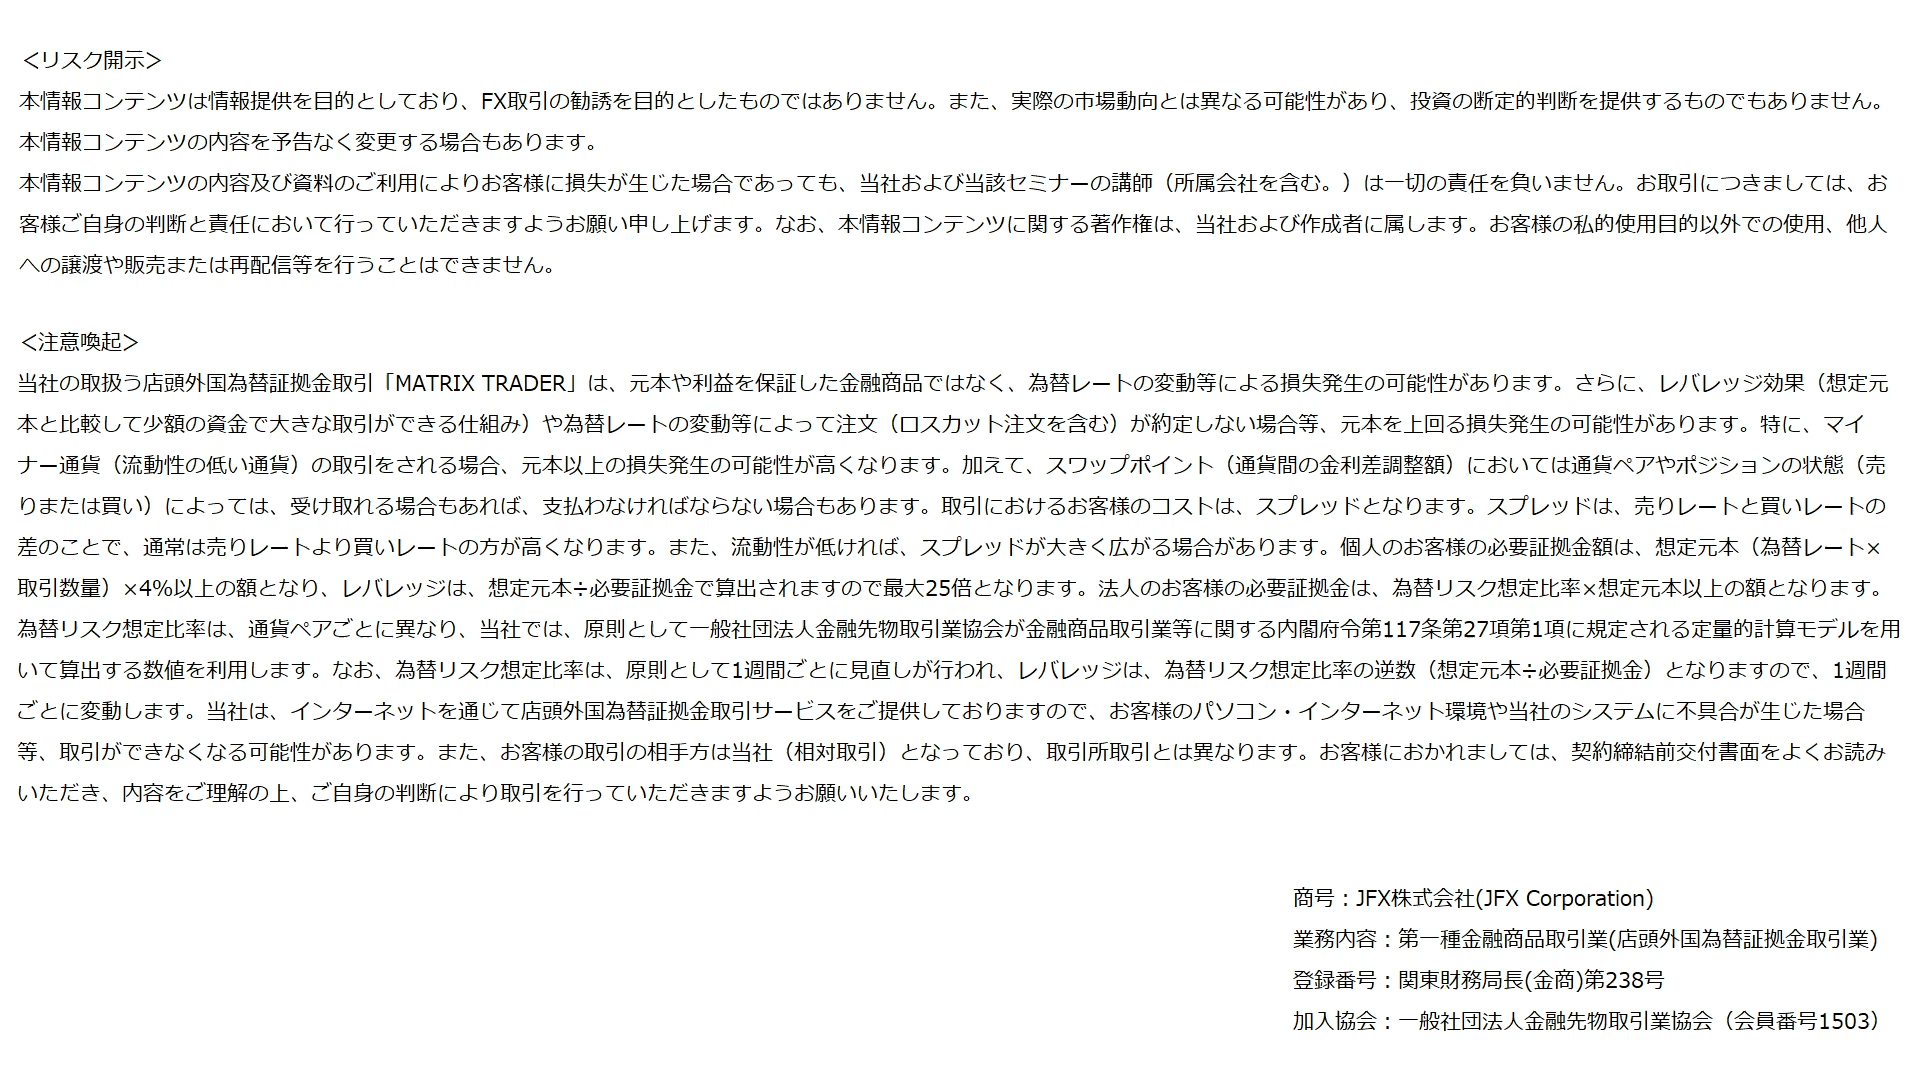 ＜リスク開示＞
本情報コンテンツは情報提供を目的としており、FX取引の勧誘を目的としたものではありません。また、実際の市場動向とは異なる可能性があり、投資の断定的判断を提供するものでもありません。
本情報コンテンツの内容を予告なく変更する場合もあります。
本情報コンテンツの内容及び資料のご利用によりお客様に損失が生じた場合であっても、当社および当該セミナーの講師（所属会社を含む。）は一切の責任を負いません。お取引につきましては、お
客様ご自身の判断と責任において行っていただきますようお願い申し上げます。なお、本情報コンテンツに関する著作権は、当社および作成者に属します。お客様の私的使用目的以外での使用、他人
への譲渡や販売または再配信等を行うことはできません。
＜注意喚起＞
当社の取扱う店頭外国為替証拠金取引「MATRIX TRADER」は、元本や利益を保証した金融商品ではなく、為替レートの変動等による損失発生の可能性があります。さらに、レバレッジ効果（想定元
本と比較して少額の資金で大きな取引ができる仕組み）や為替レートの変動等によって注文（ロスカット注文を含む）が約定しない場合等、元本を上回る損失発生の可能性があります。特に、マイ
ナー通貨（流動性の低い通貨）の取引をされる場合、元本以上の損失発生の可能性が高くなります。加えて、スワップポイント（通貨間の金利差調整額）においては通貨ペアやポジションの状態（売
りまたは買い）によっては、受け取れる場合もあれば、支払わなければならない場合もあります。取引におけるお客様のコストは、スプレッドとなります。スプレッドは、売りレートと買いレートの
差のことで、通常は売りレートより買いレートの方が高くなります。また、流動性が低ければ、スプレッドが大きく広がる場合があります。個人のお客様の必要証拠金額は、想定元本（為替レート×
取引数量）×4%以上の額となり、レバレッジは、想定元本÷必要証拠金で算出されますので最大25倍となります。法人のお客様の必要証拠金は、為替リスク想定比率×想定元本以上の額となります。
為替リスク想定比率は、通貨ペアごとに異なり、当社では、原則として一般社団法人金融先物取引業協会が金融商品取引業等に関する内閣府令第117条第27項第1項に規定される定量的計算モデルを用
いて算出する数値を利用します。なお、為替リスク想定比率は、原則として1週間ごとに見直しが行われ、レバレッジは、為替リスク想定比率の逆数（想定元本÷必要証拠金）となりますので、1週間
ごとに変動します。当社は、インターネットを通じて店頭外国為替証拠金取引サービスをご提供しておりますので、お客様のパソコン・インターネット環境や当社のシステムに不具合が生じた場合
等、取引ができなくなる可能性があります。また、お客様の取引の相手方は当社（相対取引）となっており、取引所取引とは異なります。お客様におかれましては、契約締結前交付書面をよくお読み
いただき、内容をご理解の上、ご自身の判断により取引を行っていただきますようお願いいたします。
商号：JFX株式会社(JFX Corporation)
業務内容：第一種金融商品取引業(店頭外国為替証拠金取引業)
登録番号：関東財務局長(金商)第238号
加入協会：一般社団法人金融先物取引業協会（会員番号1503）